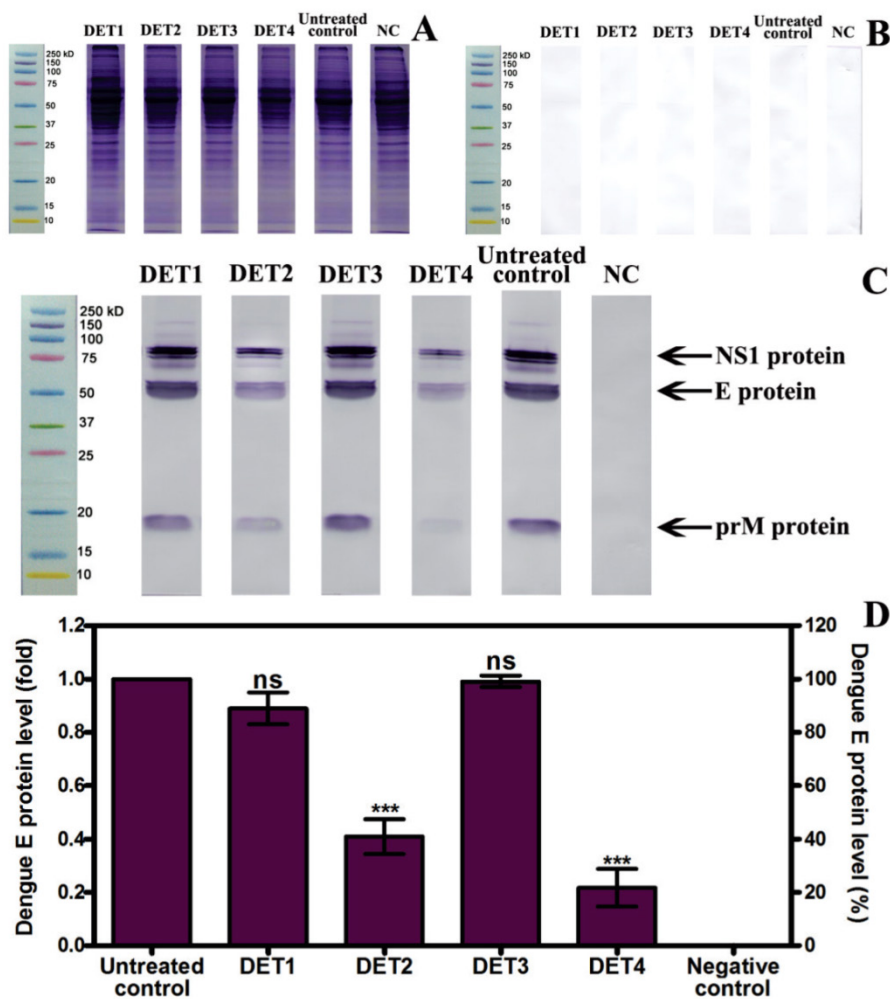 DET1 DET2 DET3 DET4 Untreated control NC A
250 kD
150
100
75
50
37
25
20
15
10
DET1 DET2 DET3 DET4 Untreated control NC B
250 kD
150
100
75
50
37
25
20
15
10
DET1 DET2 DET3 DET4 Untreated control NC C
250 kD
150
100
75
50
37
25
20
15
10
NS1 protein
E protein
prM protein
D
Dengue E protein level (fold)
1.2
1.0
0.8
0.6
0.4
0.2
0.0
ns
***
ns
***
120
100
80
60
40
20
0
Dengue E protein level (%)
Untreated control DET1 DET2 DET3 DET4 Negative control